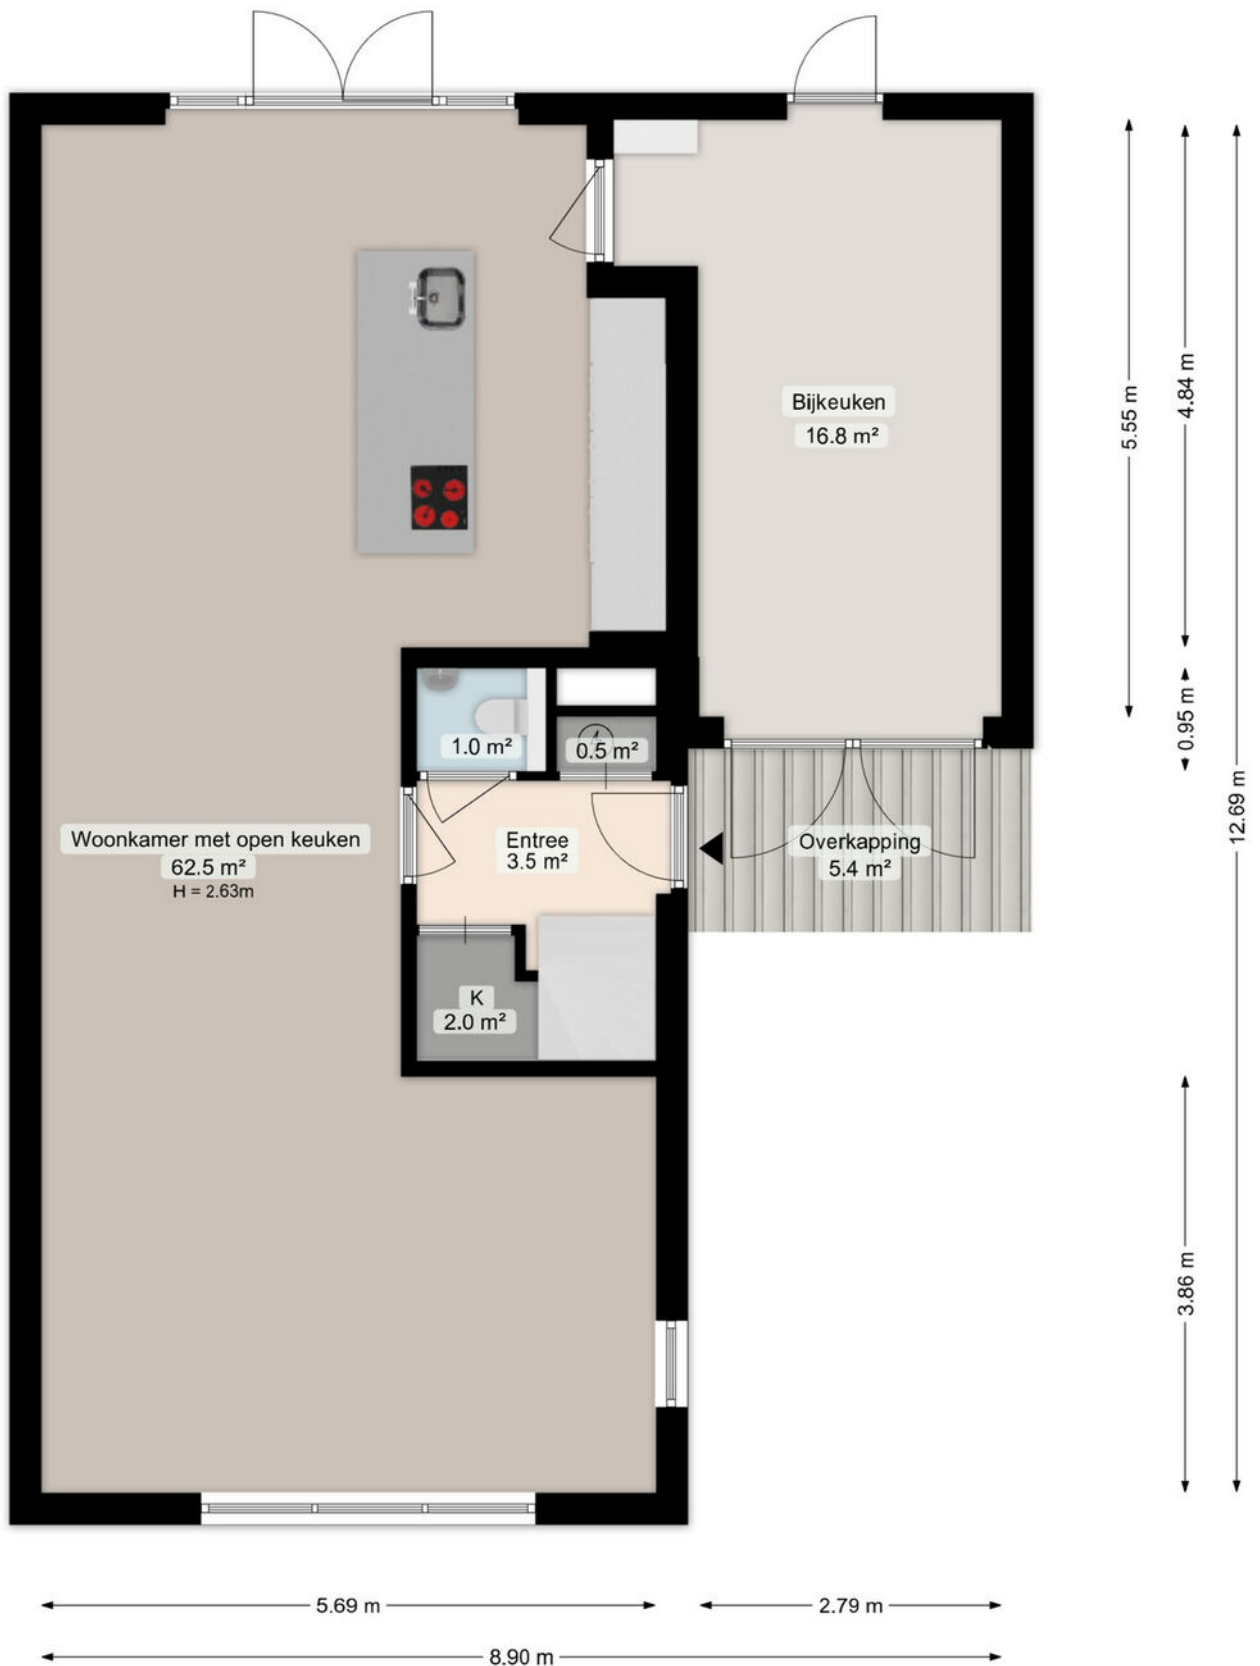 Bijkeuken
16.8 m²
5.55 m
4.84 m
0.95 m
12.69 m
1.0 m²
0.5 m²
Woonkamer met open keuken
62.5 m²
H = 2.63m
Entree
3.5 m²
Overkapping
5.4 m²
K
2.0 m²
3.86 m
5.69 m
2.79 m
8.90 m